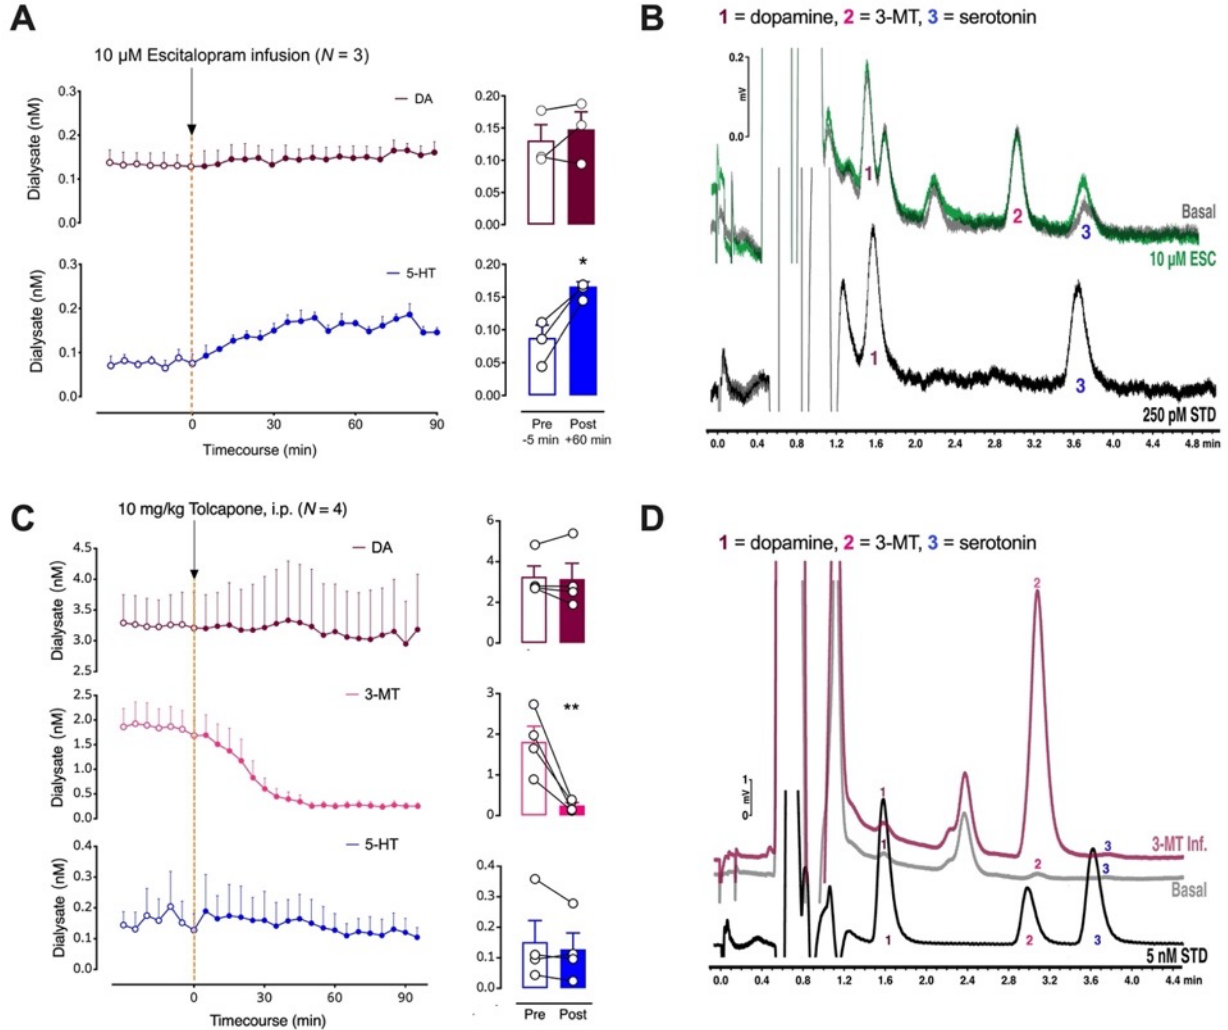 A
10 µM Escitalopram infusion (N = 3)
Dialysate (nM)
0.3
0.2
0.1
0.0
DA
0.20
0.15
0.10
0.05
0.00
Dialysate (nM)
0.3
0.2
0.1
0.0
5-HT
0.20
0.15
0.10
0.05
0.00
*
0 30 60 90
Timecourse (min)
Pre Post
-5 min +60 min
B
1 = dopamine, 2 = 3-MT, 3 = serotonin
0.2
mV
0.0
1
2
3
Basal
10 µM ESC
1
3
250 pM STD
0.0 0.4 0.8 1.2 1.6 2.0 2.4 2.8 3.2 3.6 4.0 4.4 4.8 min
C
10 mg/kg Tolcapone, i.p. (N = 4)
Dialysate (nM)
4.5
4.0
3.5
3.0
2.5
DA
6
4
2
0
Dialysate (nM)
2.5
2.0
1.5
1.0
0.5
0.0
3-MT
3
2
1
0
**
Dialysate (nM)
0.4
0.3
0.2
0.1
0.0
5-HT
0.4
0.3
0.2
0.1
0.0
0 30 60 90
Timecourse (min)
Pre Post
D
1 = dopamine, 2 = 3-MT, 3 = serotonin
2
1
mV
0
1
1
3
3-MT Inf.
2
3
Basal
1
2
3
5 nM STD
0.0 0.4 0.8 1.2 1.6 2.0 2.4 2.8 3.2 3.6 4.0 4.4 min